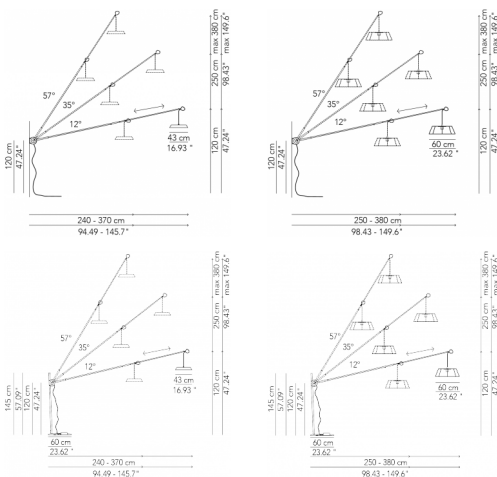 max 380 cm
max 149.6"
250 cm
98.43"
120 cm
47.24"
57°
35°
12°
43 cm
16.93 "
120 cm
47.24"
240 - 370 cm
94.49 - 145.7"
max 380 cm
max 149.6"
250 cm
98.43"
120 cm
47.24"
57°
35°
12°
60 cm
23.62 "
120 cm
47.24"
250 - 380 cm
98.43 - 149.6"
max 380 cm
max 149.6"
250 cm
98.43"
120 cm
47.24"
57°
35°
12°
43 cm
16.93 "
145 cm
57.09"
120 cm
47.24"
60 cm
23.62 "
240 - 370 cm
94.49 - 145.7"
max 380 cm
max 149.6"
250 cm
98.43"
120 cm
47.24"
57°
35°
12°
60 cm
23.62 "
145 cm
57.09"
120 cm
47.24"
60 cm
23.62 "
250 - 380 cm
98.43 - 149.6"